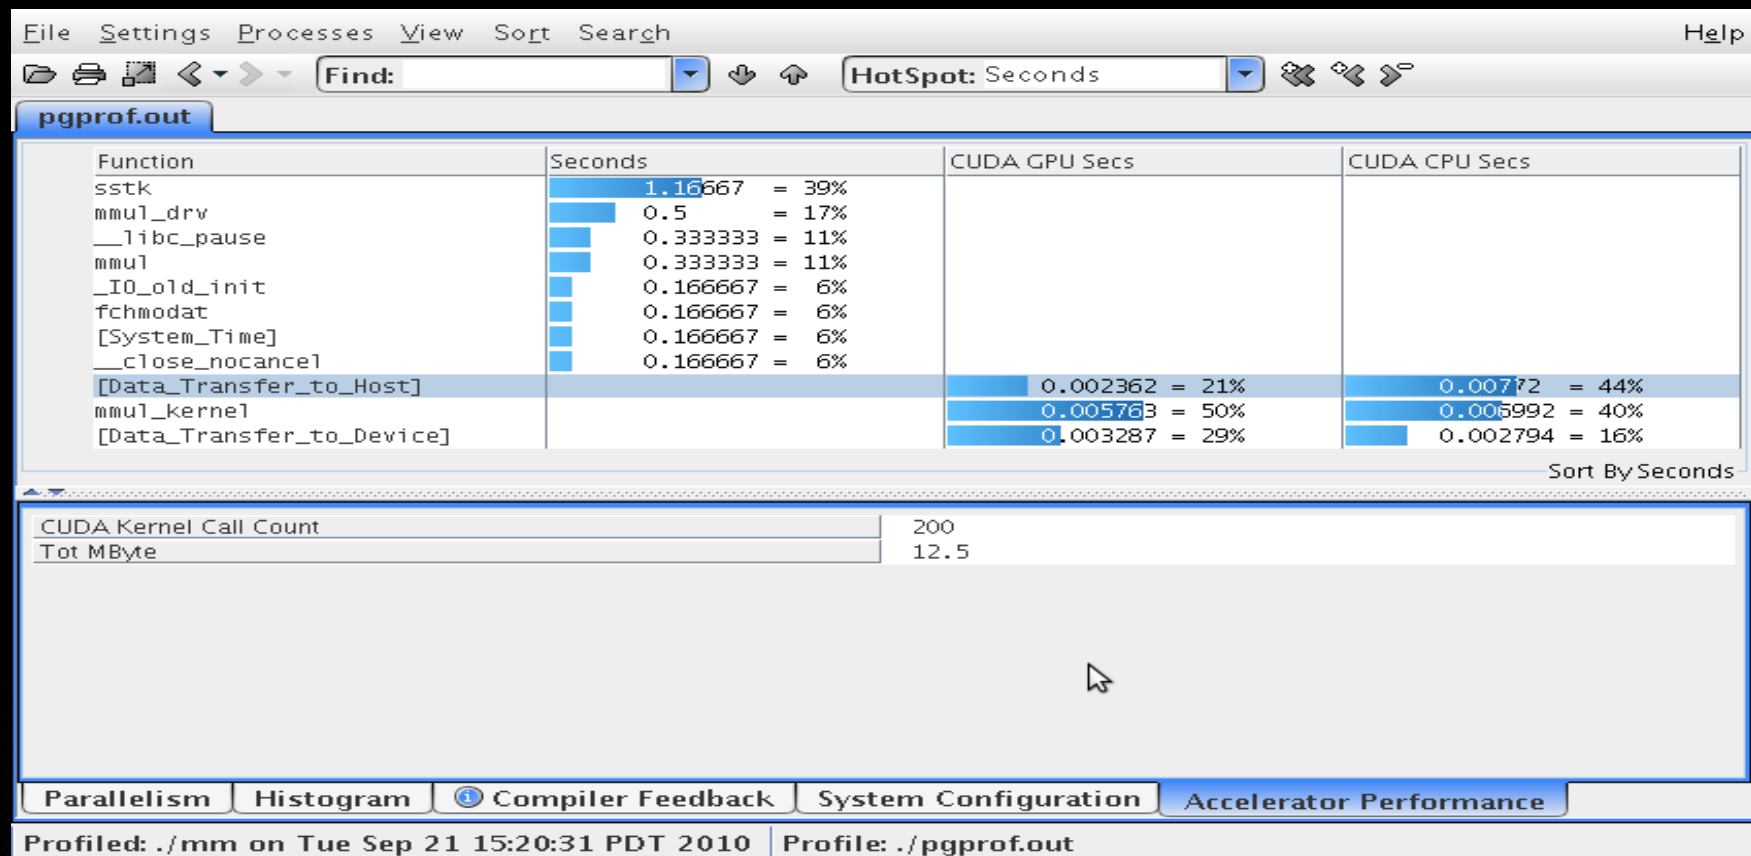 File Settings Processes View Sort Search Help
Find: HotSpot: Seconds
pgprof.out
Function Seconds CUDA GPU Secs CUDA CPU Secs
sstk 1.16667 = 39%
mmul_drv 0.5 = 17%
__libc_pause 0.333333 = 11%
mmul 0.333333 = 11%
_IO_old_init 0.166667 = 6%
fchmodat 0.166667 = 6%
[System_Time] 0.166667 = 6%
__close_nocancel 0.166667 = 6%
[Data_Transfer_to_Host] 0.002362 = 21% 0.00772 = 44%
mmul_kernel 0.005763 = 50% 0.006992 = 40%
[Data_Transfer_to_Device] 0.003287 = 29% 0.002794 = 16%
Sort By Seconds
CUDA Kernel Call Count 200
Tot MByte 12.5
Parallelism Histogram Compiler Feedback System Configuration Accelerator Performance
Profiled: ./mm on Tue Sep 21 15:20:31 PDT 2010 Profile: ./pgprof.out